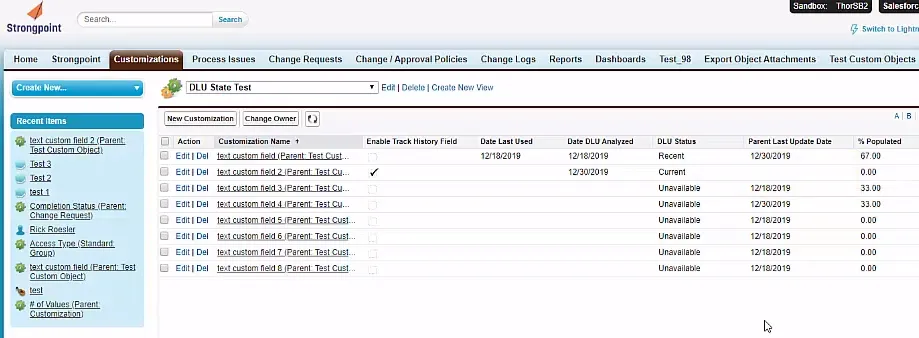 Sandbox: ThorSB2 Salesforc
Strongpoint
Search... Search
Switch to Lightn
Home Strongpoint Customizations Process Issues Change Requests Change / Approval Policies Change Logs Reports Dashboards Test_98 Export Object Attachments Test Custom Objects
Create New...
DLU State Test Edit | Delete | Create New View
Recent Items
New Customization Change Owner A | B |
text custom field 2 (Parent:
Test Custom Object)
Test 3
Test 2
test 1
Completion Status (Parent:
Change Request)
Rick Roesler
Access Type (Standard:
Group)
text custom field (Parent: Test
Custom Object)
test
# of Values (Parent:
Customization)
Action Customization Name ↑ Enable Track History Field Date Last Used Date DLU Analyzed DLU Status Parent Last Update Date % Populated
Edit | Del text custom field (Parent: Test Cust... 12/18/2019 12/18/2019 Recent 12/30/2019 67.00
Edit | Del text custom field 2 (Parent: Test Cu... ✓ 12/30/2019 Current 0.00
Edit | Del text custom field 3 (Parent: Test Cu... Unavailable 12/18/2019 33.00
Edit | Del text custom field 4 (Parent: Test Cu... Unavailable 12/30/2019 33.00
Edit | Del text custom field 5 (Parent: Test Cust... Unavailable 12/18/2019 0.00
Edit | Del text custom field 6 (Parent: Test Cust... Unavailable 12/18/2019 0.00
Edit | Del text custom field 7 (Parent: Test Cust... Unavailable 12/18/2019 0.00
Edit | Del text custom field 8 (Parent: Test Cust... Unavailable 12/18/2019 0.00